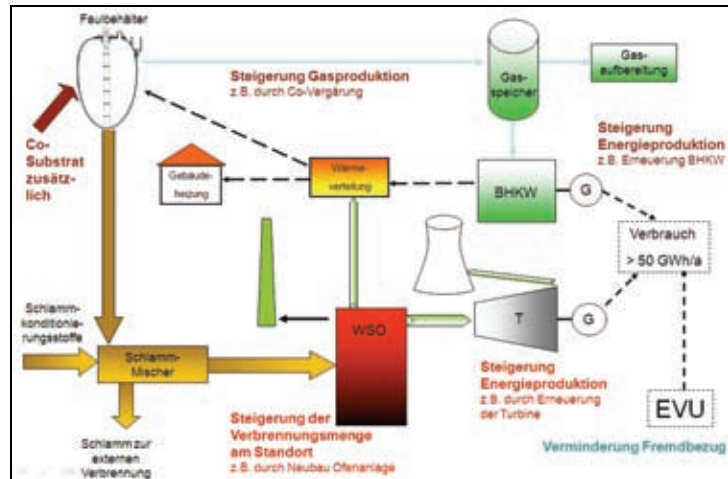 Faulbehälter
Steigerung Gasproduktion
z.B. durch Co-Vergärung
Gas-
speicher
Gas-
aufbereitung
Co-
Substrat
zusätz-
lich
Gebäude-
heizung
Wärme-
verteilung
Steigerung
Energieproduktion
z.B. Erneuerung BHKW
BHKW
G
Verbrauch
> 50 GWh/a
Schlamm-
konditionie-
rungsstoffe
WSO
T
G
Schlamm-
Mischer
Steigerung
Energieproduktion
z.B. durch Erneuerung
der Turbine
EVU
Schlamm zur
externen
Verbrennung
Steigerung der
Verbrennungsmenge
am Standort
z.B. durch Neubau Ofenanlage
Verminderung Fremdbezug